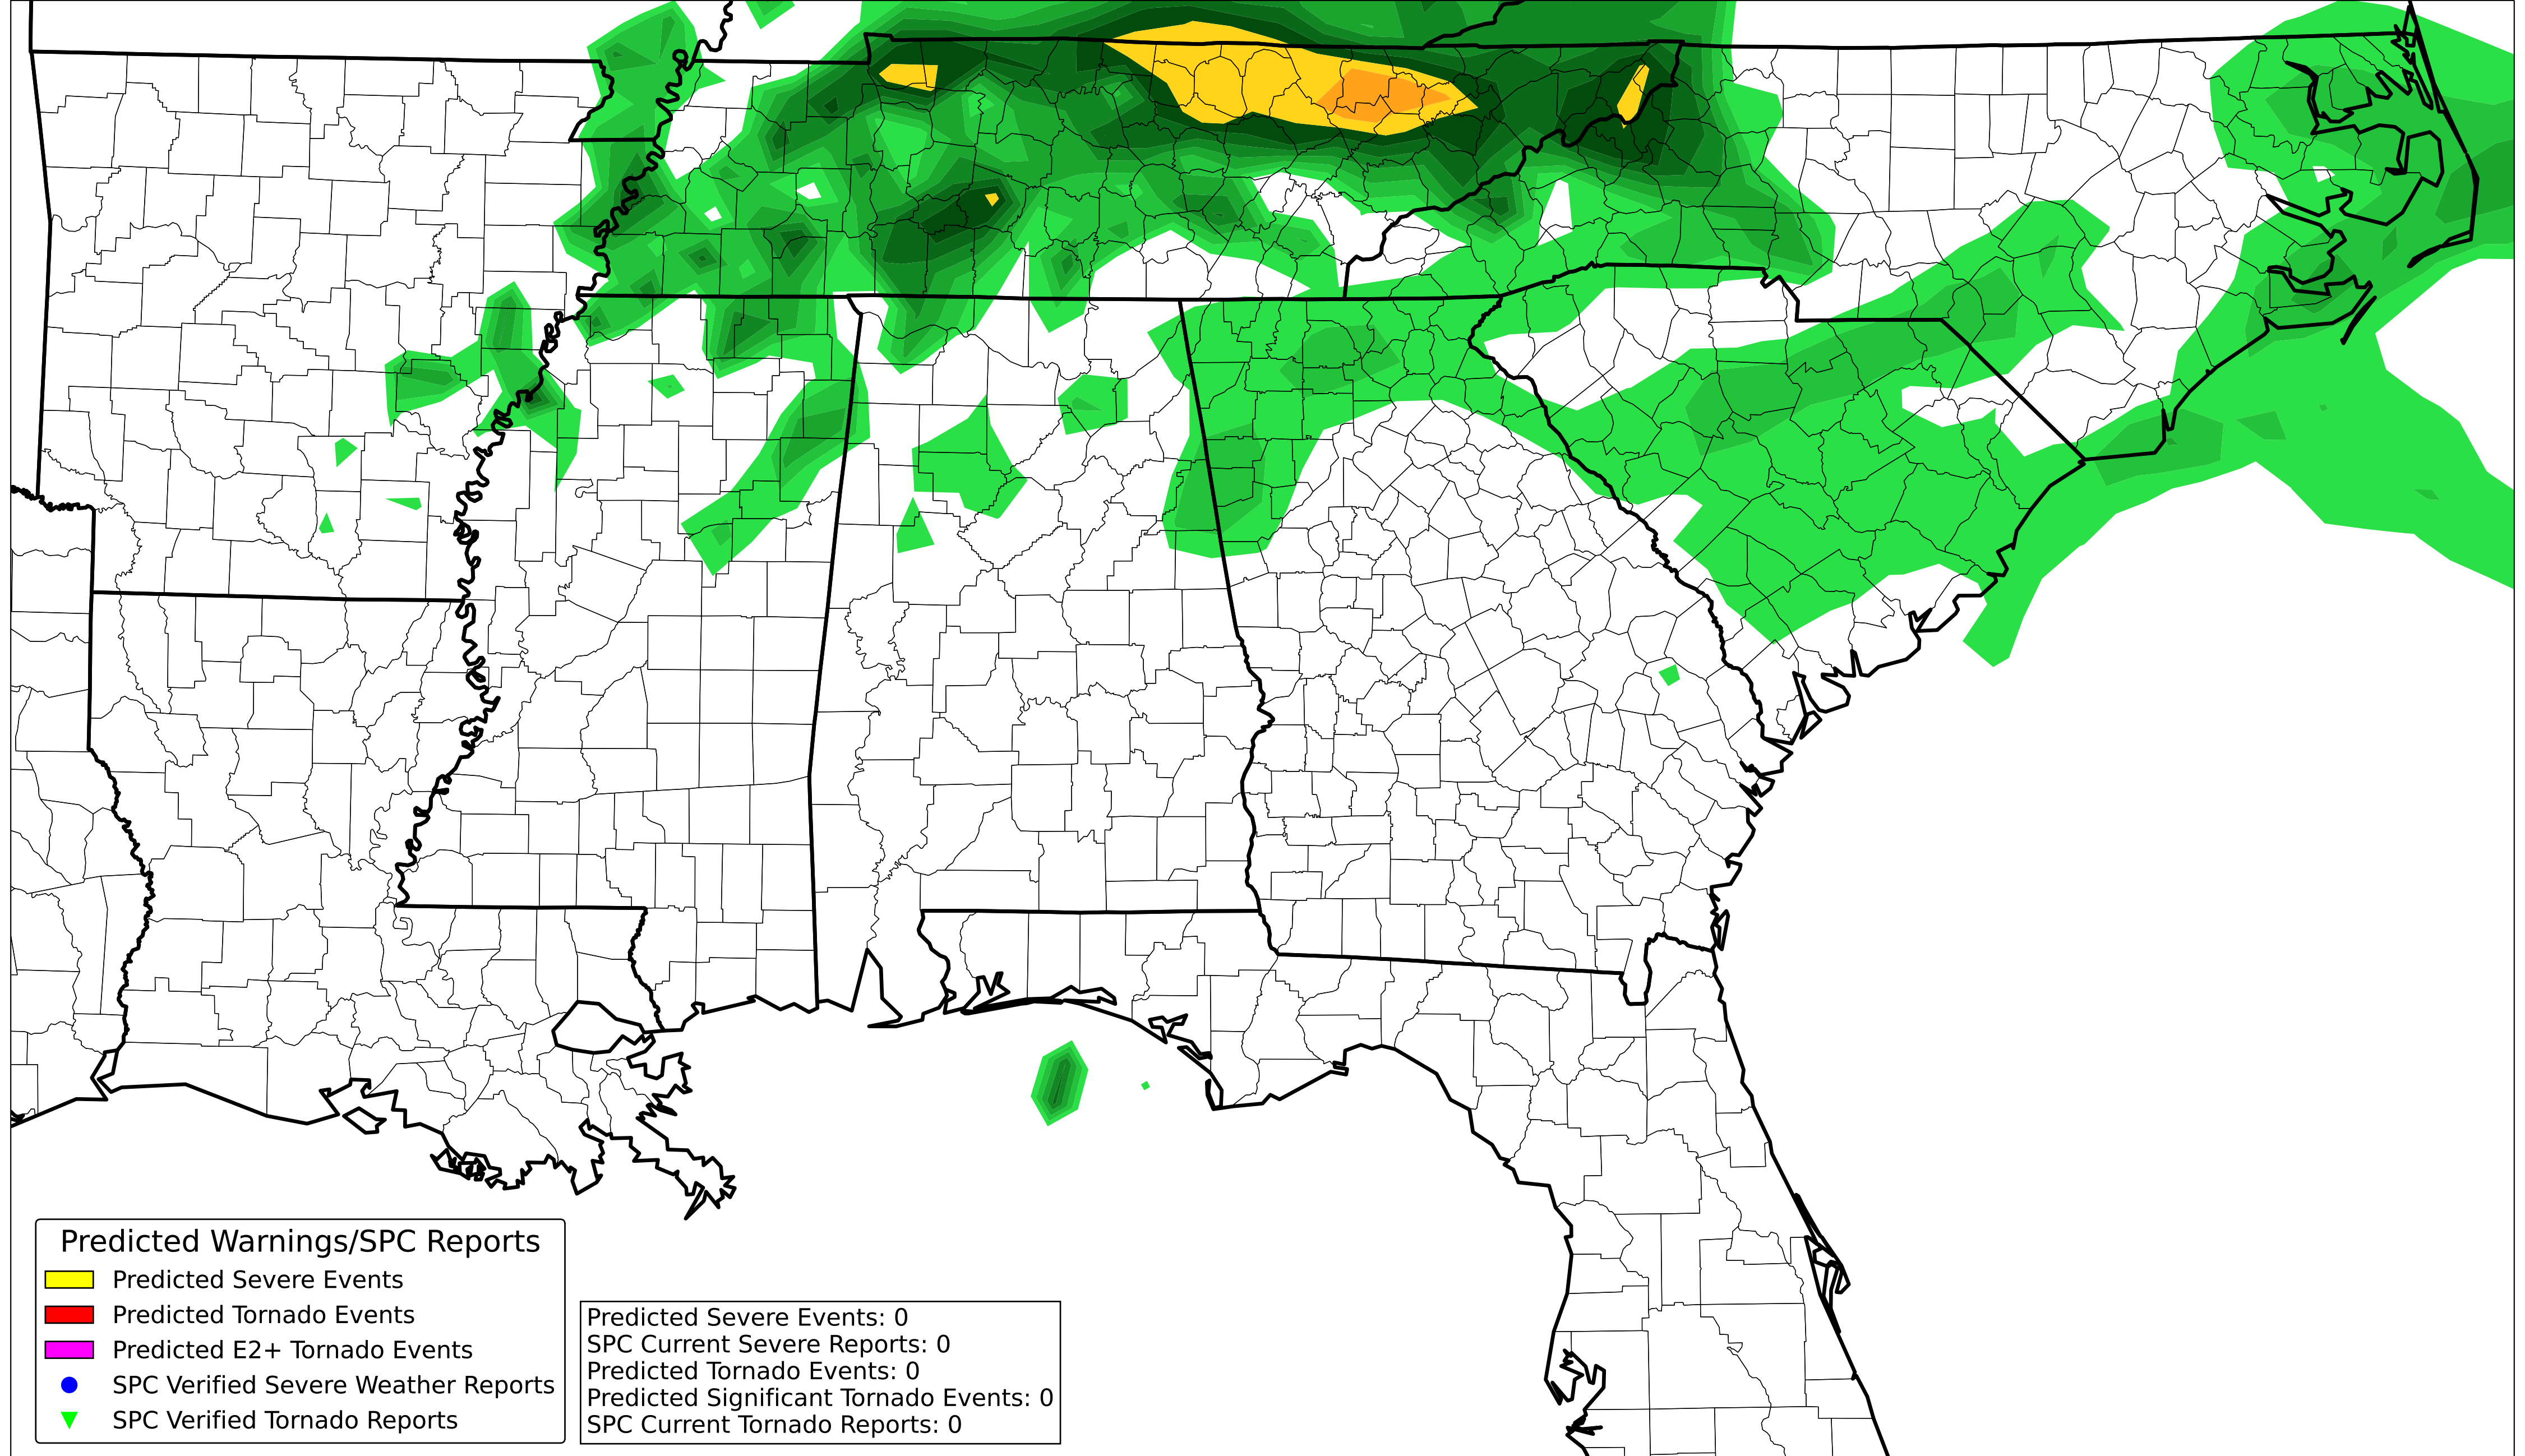 Predicted Warnings/SPC Reports
Predicted Severe Events
Predicted Tornado Events
Predicted E2+ Tornado Events
SPC Verified Severe Weather Reports
SPC Verified Tornado Reports
Predicted Severe Events: 0
SPC Current Severe Reports: 0
Predicted Tornado Events: 0
Predicted Significant Tornado Events: 0
SPC Current Tornado Reports: 0